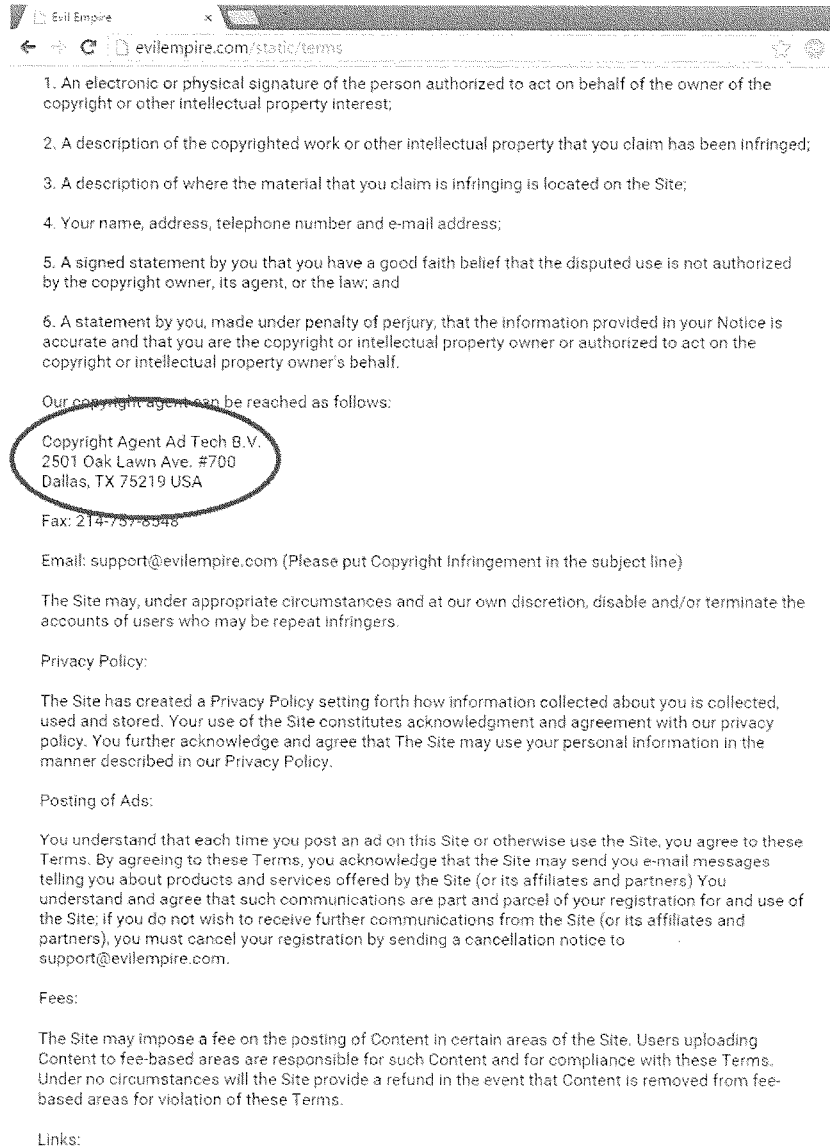 Evil Empire ×
evilempire.com/static/terms
1. An electronic or physical signature of the person authorized to act on behalf of the owner of the
copyright or other intellectual property interest;
2. A description of the copyrighted work or other intellectual property that you claim has been infringed;
3. A description of where the material that you claim is infringing is located on the Site;
4. Your name, address, telephone number and e-mail address;
5. A signed statement by you that you have a good faith belief that the disputed use is not authorized
by the copyright owner, its agent, or the law; and
6. A statement by you, made under penalty of perjury, that the information provided in your Notice is
accurate and that you are the copyright or intellectual property owner or authorized to act on the
copyright or intellectual property owner's behalf.
Our copyright agent can be reached as follows:
Copyright Agent Ad Tech B.V.
2501 Oak Lawn Ave. #700
Dallas, TX 75219 USA
Fax: 214-757-8548
Email: support@evilempire.com (Please put Copyright Infringement in the subject line)
The Site may, under appropriate circumstances and at our own discretion, disable and/or terminate the
accounts of users who may be repeat infringers.
Privacy Policy:
The Site has created a Privacy Policy setting forth how information collected about you is collected,
used and stored. Your use of the Site constitutes acknowledgment and agreement with our privacy
policy. You further acknowledge and agree that The Site may use your personal information in the
manner described in our Privacy Policy.
Posting of Ads:
You understand that each time you post an ad on this Site or otherwise use the Site, you agree to these
Terms. By agreeing to these Terms, you acknowledge that the Site may send you e-mail messages
telling you about products and services offered by the Site (or its affiliates and partners) You
understand and agree that such communications are part and parcel of your registration for and use of
the Site; if you do not wish to receive further communications from the Site (or its affiliates and
partners), you must cancel your registration by sending a cancellation notice to
support@evilempire.com.
Fees:
The Site may impose a fee on the posting of Content in certain areas of the Site. Users uploading
Content to fee-based areas are responsible for such Content and for compliance with these Terms.
Under no circumstances will the Site provide a refund in the event that Content is removed from fee-
based areas for violation of these Terms.
Links: